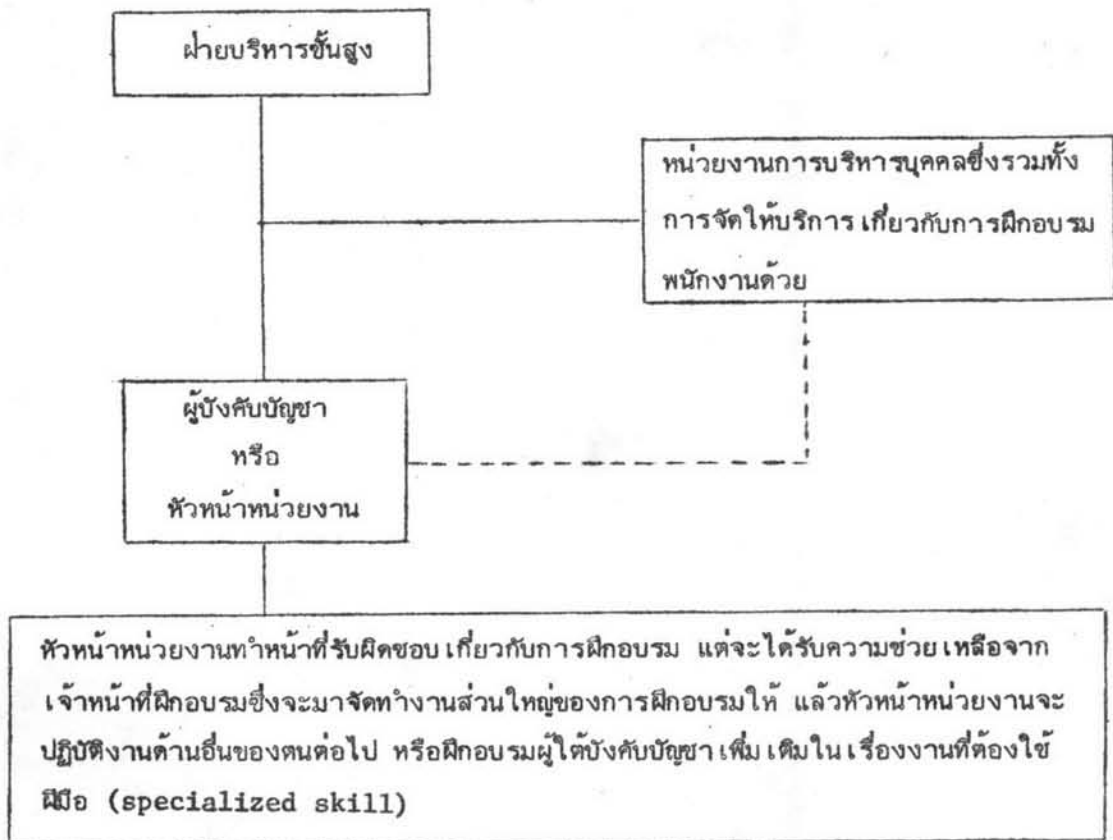 ฝ่ายบริหารชั้นสูง
หน่วยงานการบริหารบุคคลซึ่งรวมทั้ง
การจัดให้บริการเกี่ยวกับการฝึกอบรม
พนักงานด้วย
ผู้บังคับบัญชา
หรือ
หัวหน้าหน่วยงาน
หัวหน้าหน่วยงานทำหน้าที่รับผิดชอบเกี่ยวกับการฝึกอบรม แต่จะได้รับความช่วยเหลือจาก
เจ้าหน้าที่ฝึกอบรมซึ่งจะมาจัดทำงานส่วนใหญ่ของการฝึกอบรมให้ แล้วหัวหน้าหน่วยงานจะ
ปฏิบัติงานด้านอื่นของตนต่อไป หรือฝึกอบรมผู้ใต้บังคับบัญชาเพิ่มเติมในเรื่องงานที่ต้องใช้
ฝีมือ (specialized skill)